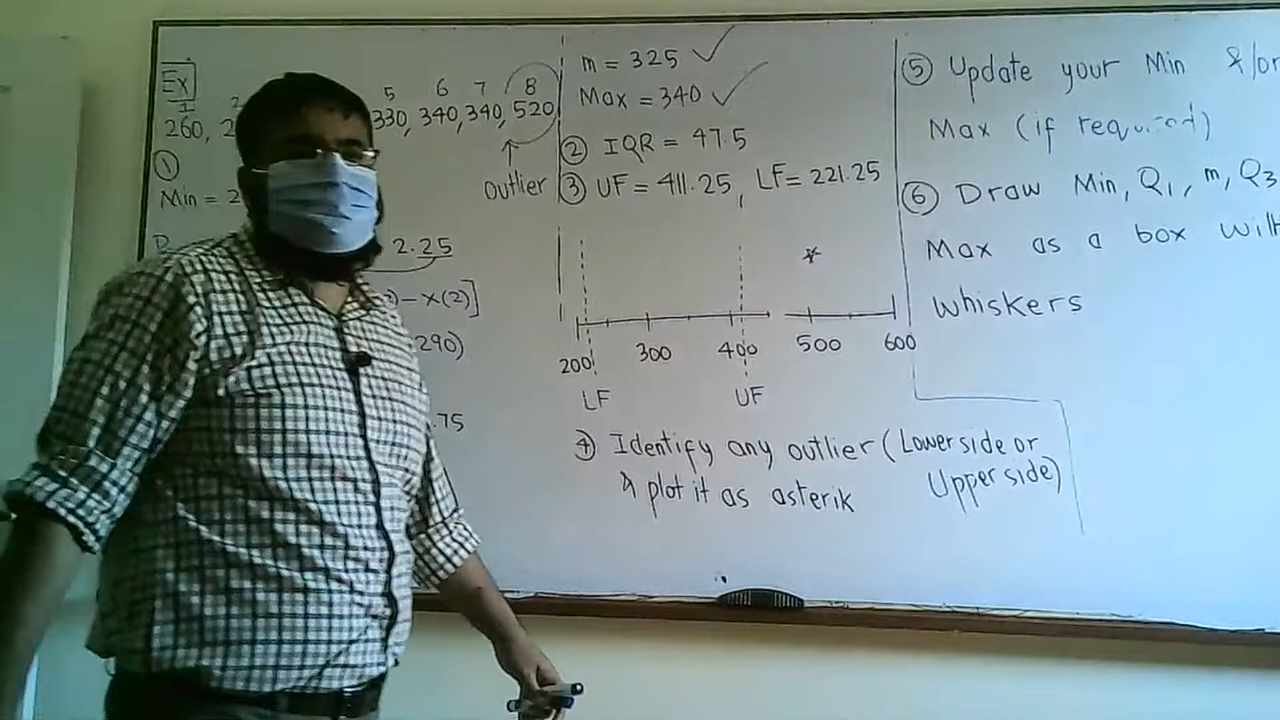 Ex
1 5 6 7 8
260, 330, 340, 340, 520
outlier
①
Min = 2
2.25
) - x(2)]
290)
.75
m = 325 ✓
Max = 340 ✓
② IQR = 47.5
③ UF = 411.25, LF = 221.25
*
200 300 400 500 600
LF UF
④ Identify any outlier (Lower side or
& plot it as asterik Upper side)
⑤ Update your Min &/or
Max (if required)
⑥ Draw Min, Q1, m, Q3
Max as a box with
whiskers